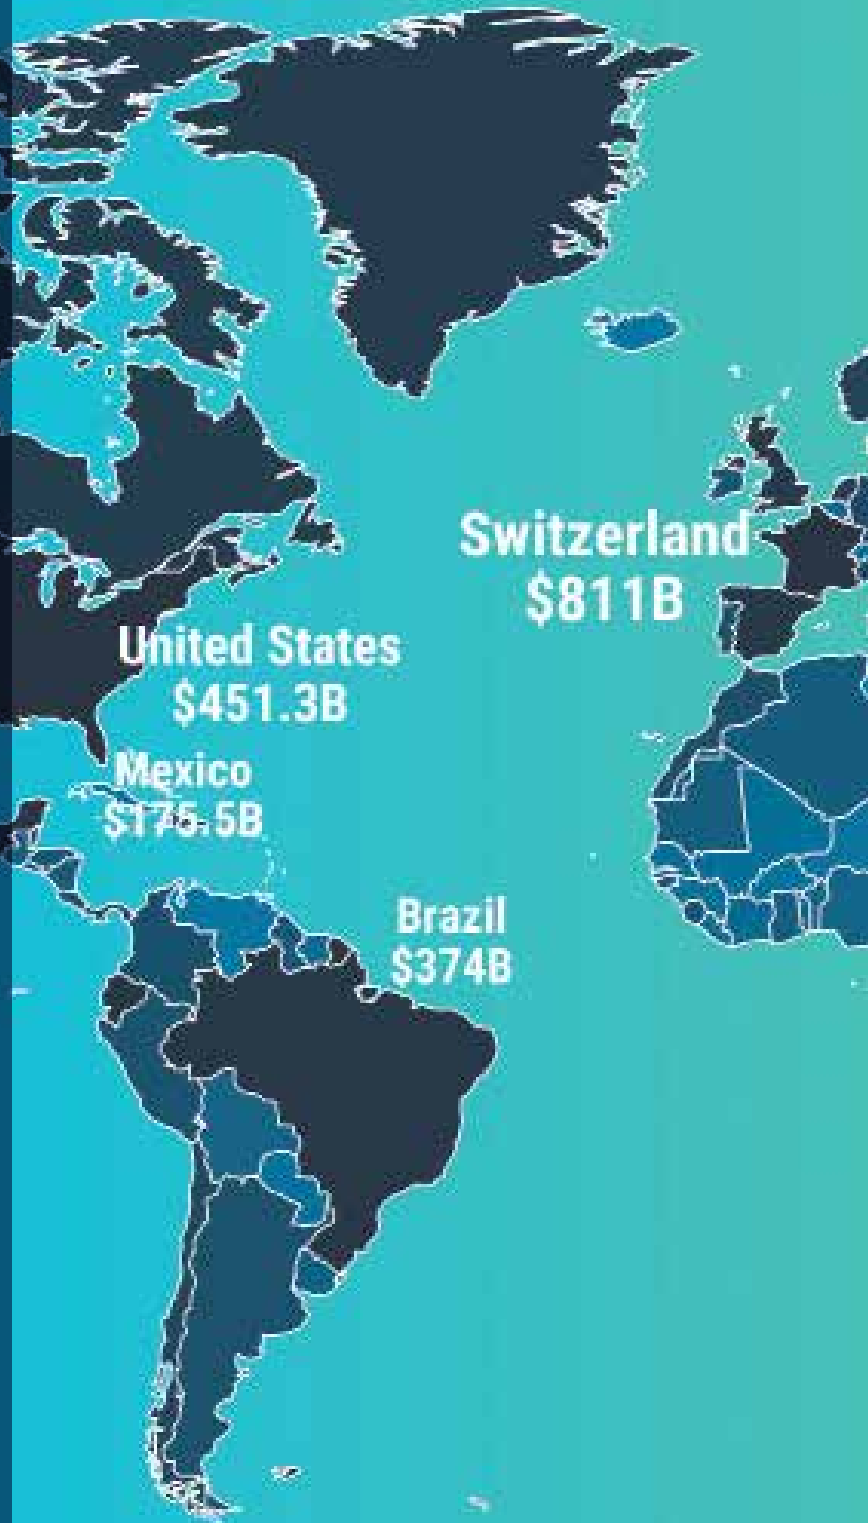 Switzerland
$811B
United States
$451.3B
Mexico
$175.5B
Brazil
$374B